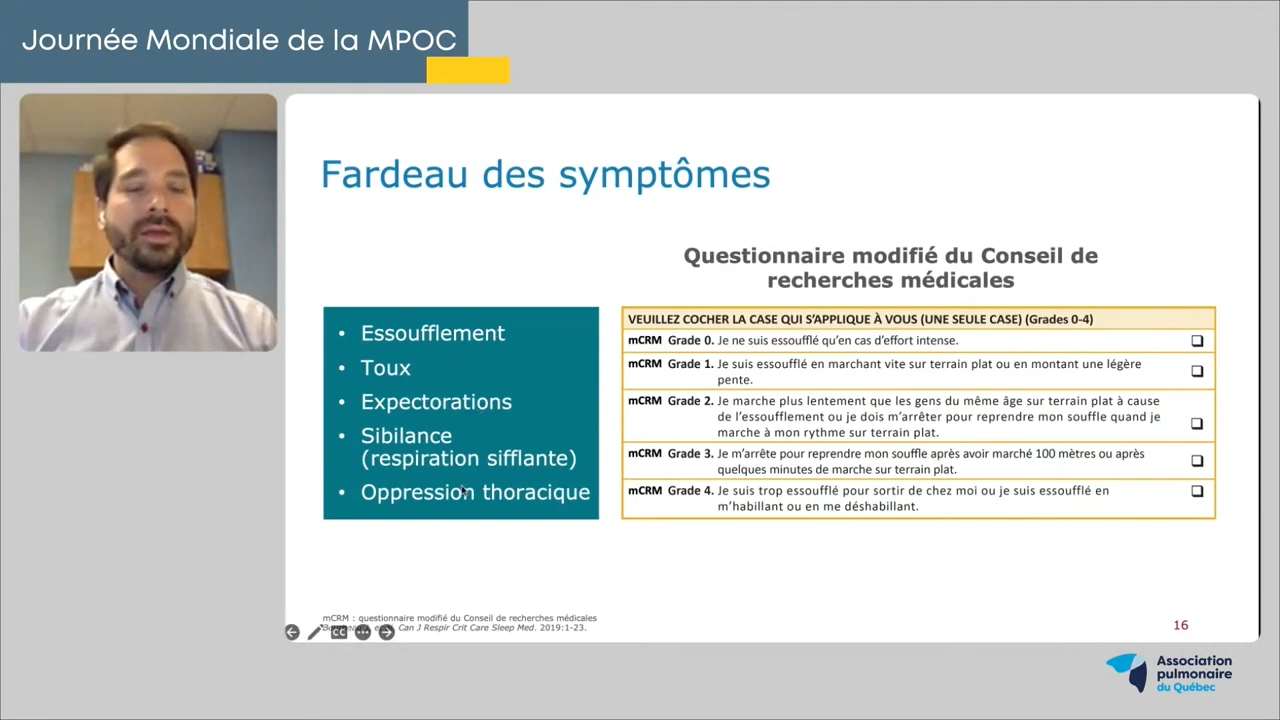 Journée Mondiale de la MPOC
Fardeau des symptômes
Questionnaire modifié du Conseil de
recherches médicales
• Essoufflement
• Toux
• Expectorations
• Sibilance
(respiration sifflante)
• Oppression thoracique
VEUILLEZ COCHER LA CASE QUI S'APPLIQUE À VOUS (UNE SEULE CASE) (Grades 0-4)
mCRM Grade 0. Je ne suis essoufflé qu'en cas d'effort intense.
mCRM Grade 1. Je suis essoufflé en marchant vite sur terrain plat ou en montant une légère
pente.
mCRM Grade 2. Je marche plus lentement que les gens du même âge sur terrain plat à cause
de l'essoufflement ou je dois m'arrêter pour reprendre mon souffle quand je
marche à mon rythme sur terrain plat.
mCRM Grade 3. Je m'arrête pour reprendre mon souffle après avoir marché 100 mètres ou après
quelques minutes de marche sur terrain plat.
mCRM Grade 4. Je suis trop essoufflé pour sortir de chez moi ou je suis essoufflé en
m'habillant ou en me déshabillant.
mCRM : questionnaire modifié du Conseil de recherches médicales
Can J Respir Crit Care Sleep Med. 2019:1-23.
CC
16
Association
pulmonaire
du Québec